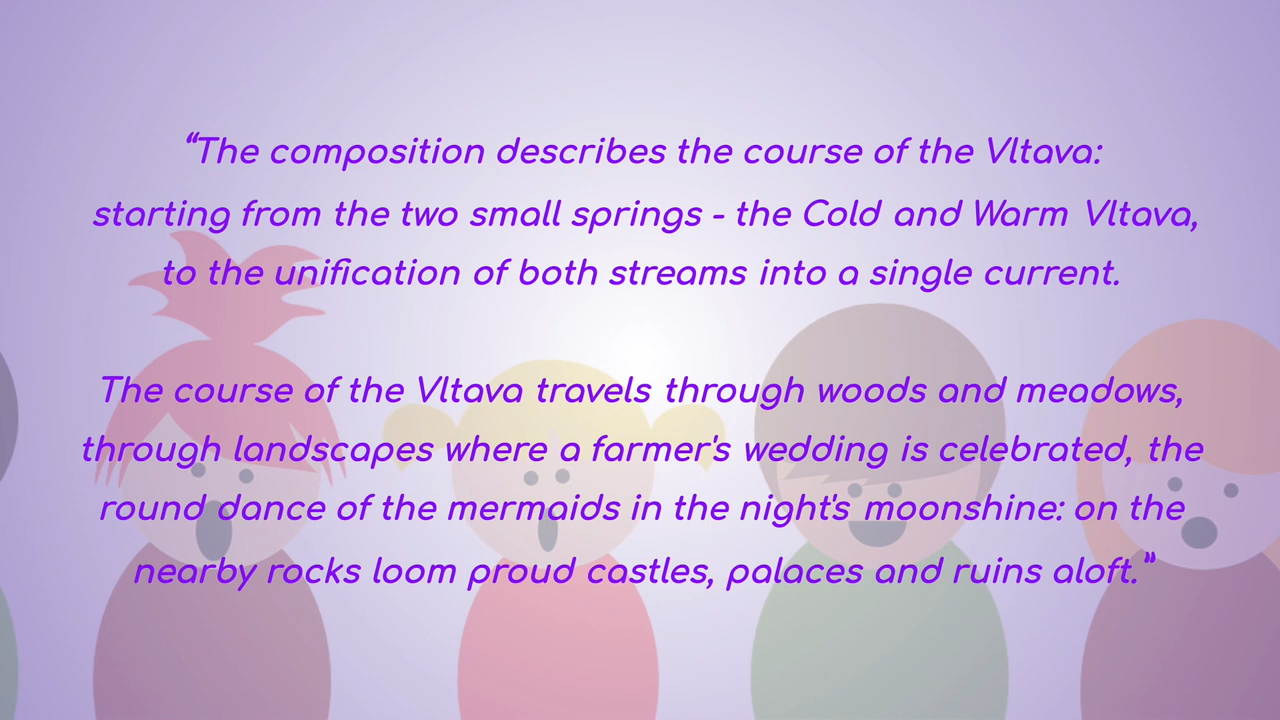 “The composition describes the course of the Vltava:
starting from the two small springs - the Cold and Warm Vltava,
to the unification of both streams into a single current.
The course of the Vltava travels through woods and meadows,
through landscapes where a farmer's wedding is celebrated, the
round dance of the mermaids in the night's moonshine: on the
nearby rocks loom proud castles, palaces and ruins aloft.”